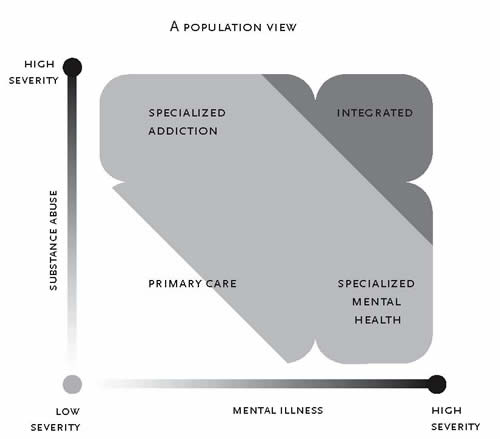 A POPULATION VIEW
HIGH
SEVERITY
SPECIALIZED
ADDICTION
INTEGRATED
SUBSTANCE ABUSE
PRIMARY CARE
SPECIALIZED
MENTAL
HEALTH
LOW
SEVERITY
MENTAL ILLNESS
HIGH
SEVERITY